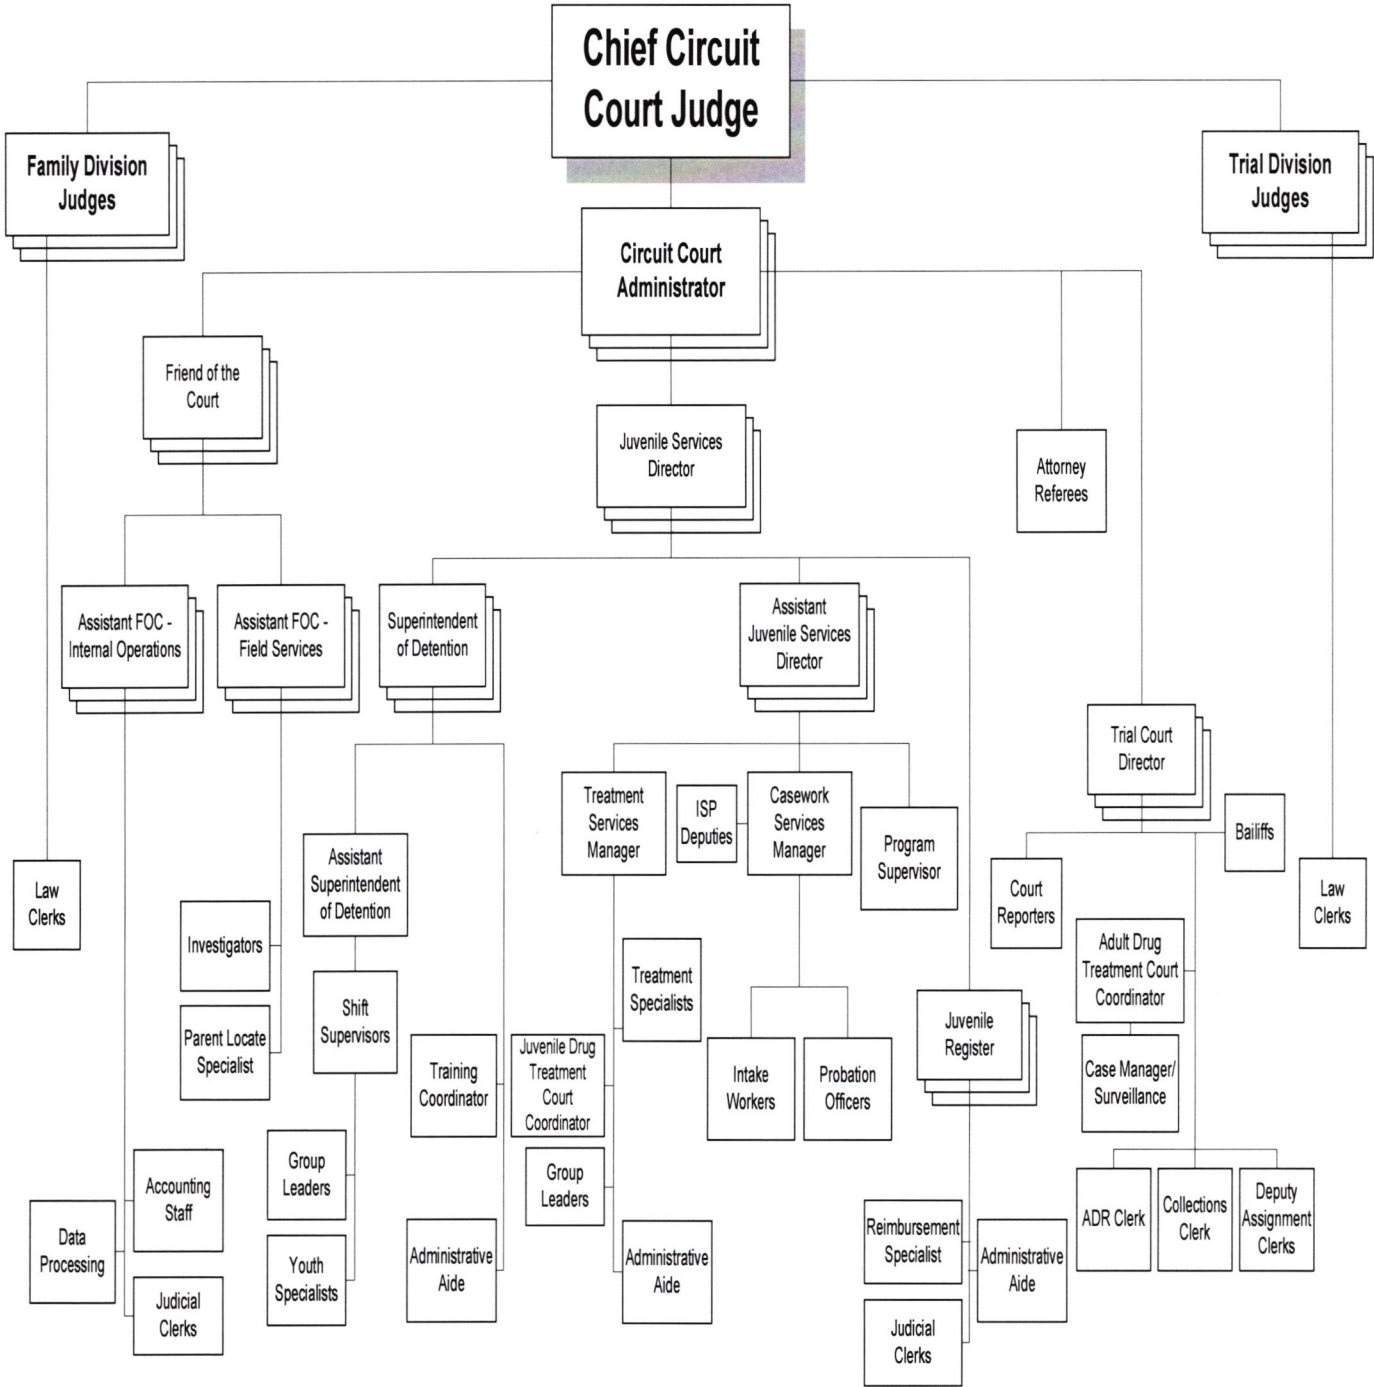 Chief Circuit
Court Judge
Family Division
Judges
Trial Division
Judges
Circuit Court
Administrator
Friend of the
Court
Juvenile Services
Director
Attorney
Referees
Assistant FOC -
Internal Operations
Assistant FOC -
Field Services
Superintendent
of Detention
Assistant
Juvenile Services
Director
Trial Court
Director
Treatment
Services
Manager
ISP
Deputies
Casework
Services
Manager
Program
Supervisor
Bailiffs
Law
Clerks
Assistant
Superintendent
of Detention
Court
Reporters
Law
Clerks
Investigators
Treatment
Specialists
Adult Drug
Treatment Court
Coordinator
Parent Locate
Specialist
Shift
Supervisors
Training
Coordinator
Juvenile Drug
Treatment
Court
Coordinator
Intake
Workers
Probation
Officers
Juvenile
Register
Case Manager/
Surveillance
Accounting
Staff
Group
Leaders
Group
Leaders
ADR Clerk
Collections
Clerk
Deputy
Assignment
Clerks
Data
Processing
Youth
Specialists
Administrative
Aide
Administrative
Aide
Reimbursement
Specialist
Administrative
Aide
Judicial
Clerks
Judicial
Clerks